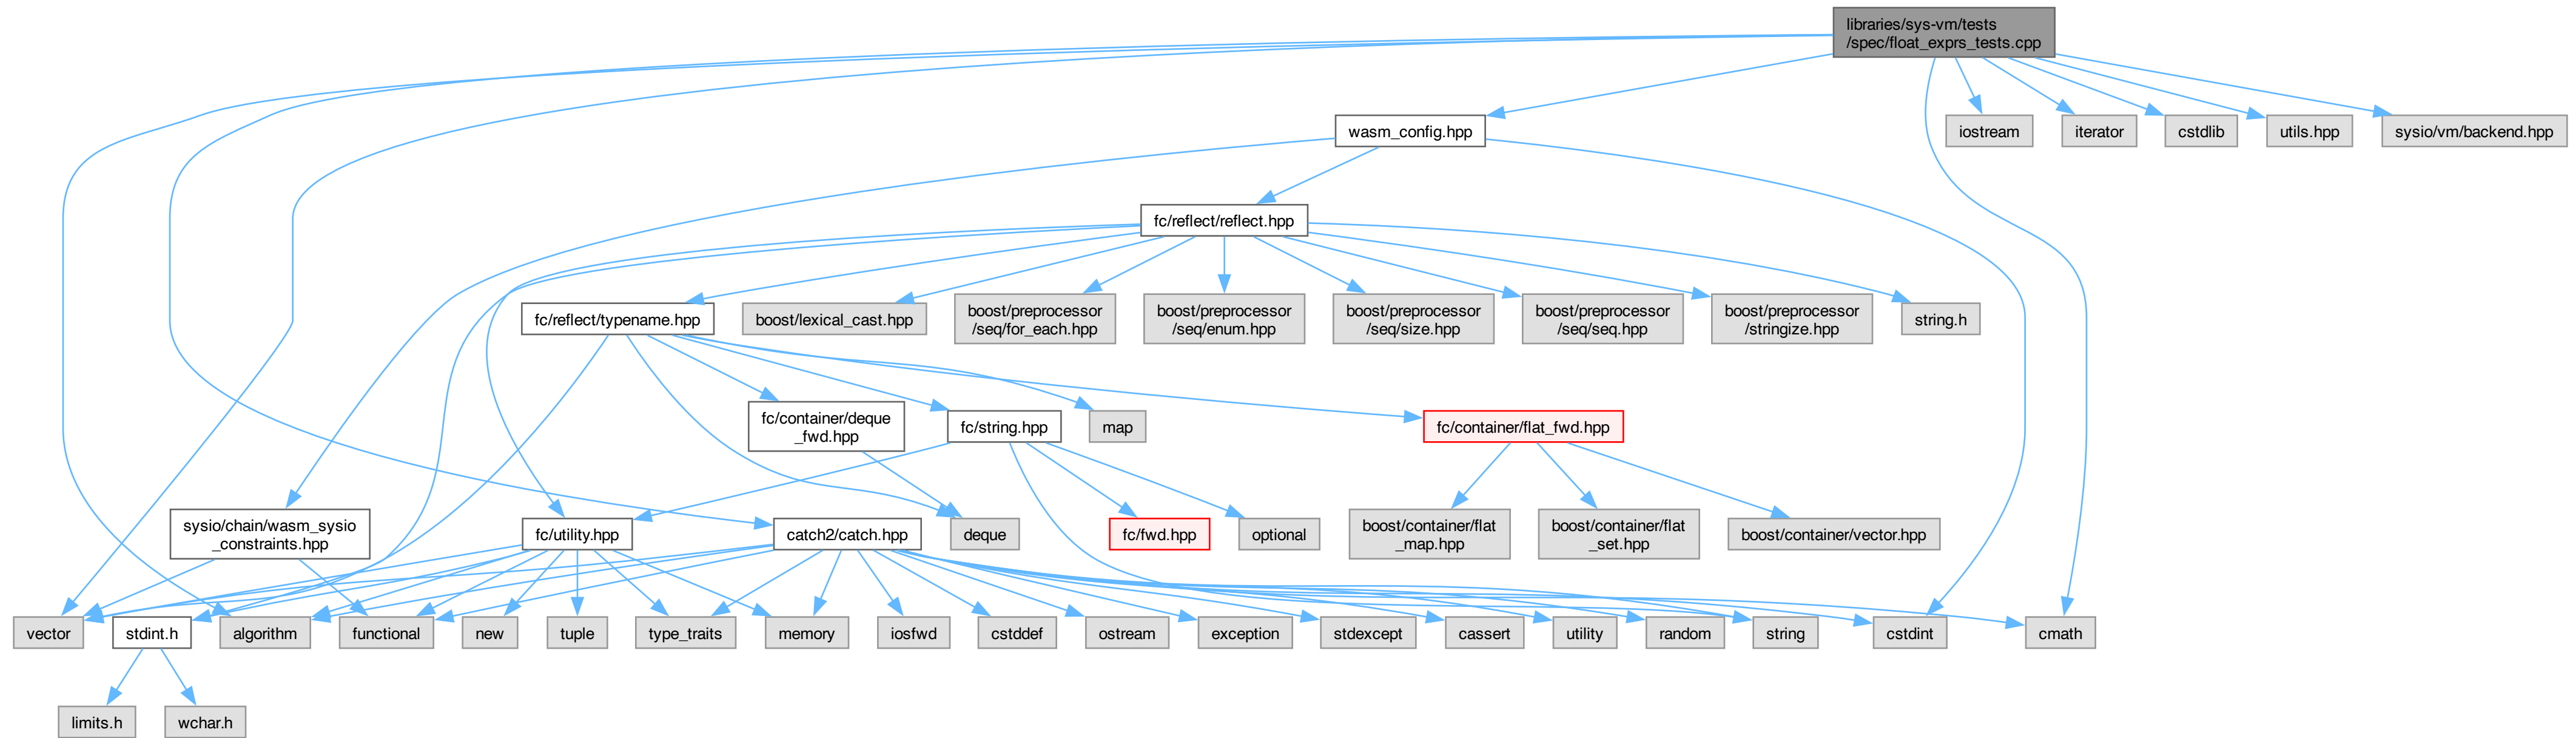 libraries/sys-vm/tests
/spec/float_exprs_tests.cpp
wasm_config.hpp
iostream
iterator
cstdlib
utils.hpp
sysio/vm/backend.hpp
fc/reflect/reflect.hpp
fc/reflect/typename.hpp
boost/lexical_cast.hpp
boost/preprocessor
/seq/for_each.hpp
boost/preprocessor
/seq/enum.hpp
boost/preprocessor
/seq/size.hpp
boost/preprocessor
/seq/seq.hpp
boost/preprocessor
/stringize.hpp
string.h
fc/container/deque
_fwd.hpp
fc/string.hpp
map
fc/container/flat_fwd.hpp
sysio/chain/wasm_sysio
_constraints.hpp
fc/utility.hpp
catch2/catch.hpp
deque
fc/fwd.hpp
optional
boost/container/flat
_map.hpp
boost/container/flat
_set.hpp
boost/container/vector.hpp
vector
stdint.h
algorithm
functional
new
tuple
type_traits
memory
iosfwd
cstddef
ostream
exception
stdexcept
cassert
utility
random
string
cstdint
cmath
limits.h
wchar.h